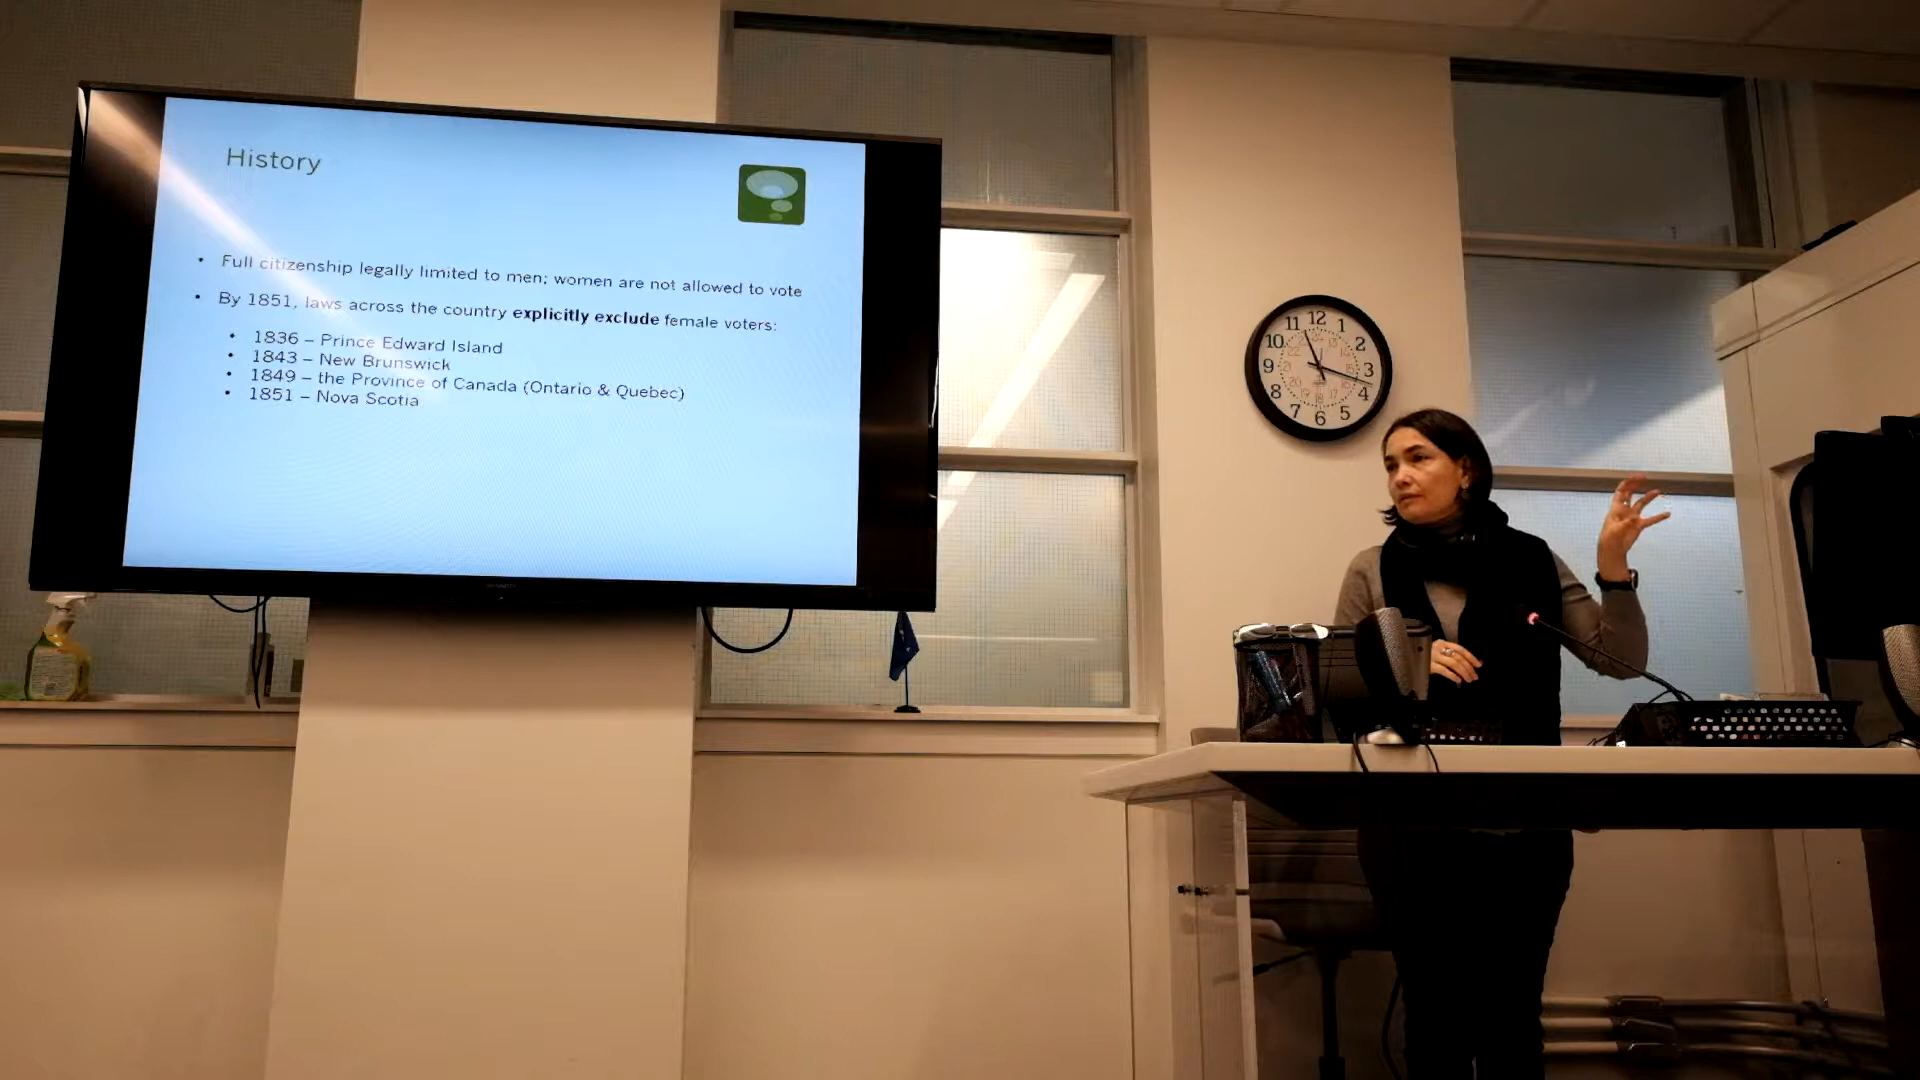 History
• Full citizenship legally limited to men; women are not allowed to vote
• By 1851, laws across the country explicitly exclude female voters:
• 1836 – Prince Edward Island
• 1843 – New Brunswick
• 1849 – the Province of Canada (Ontario & Quebec)
• 1851 – Nova Scotia
12
1
2
3
4
5
6
7
8
9
10
11